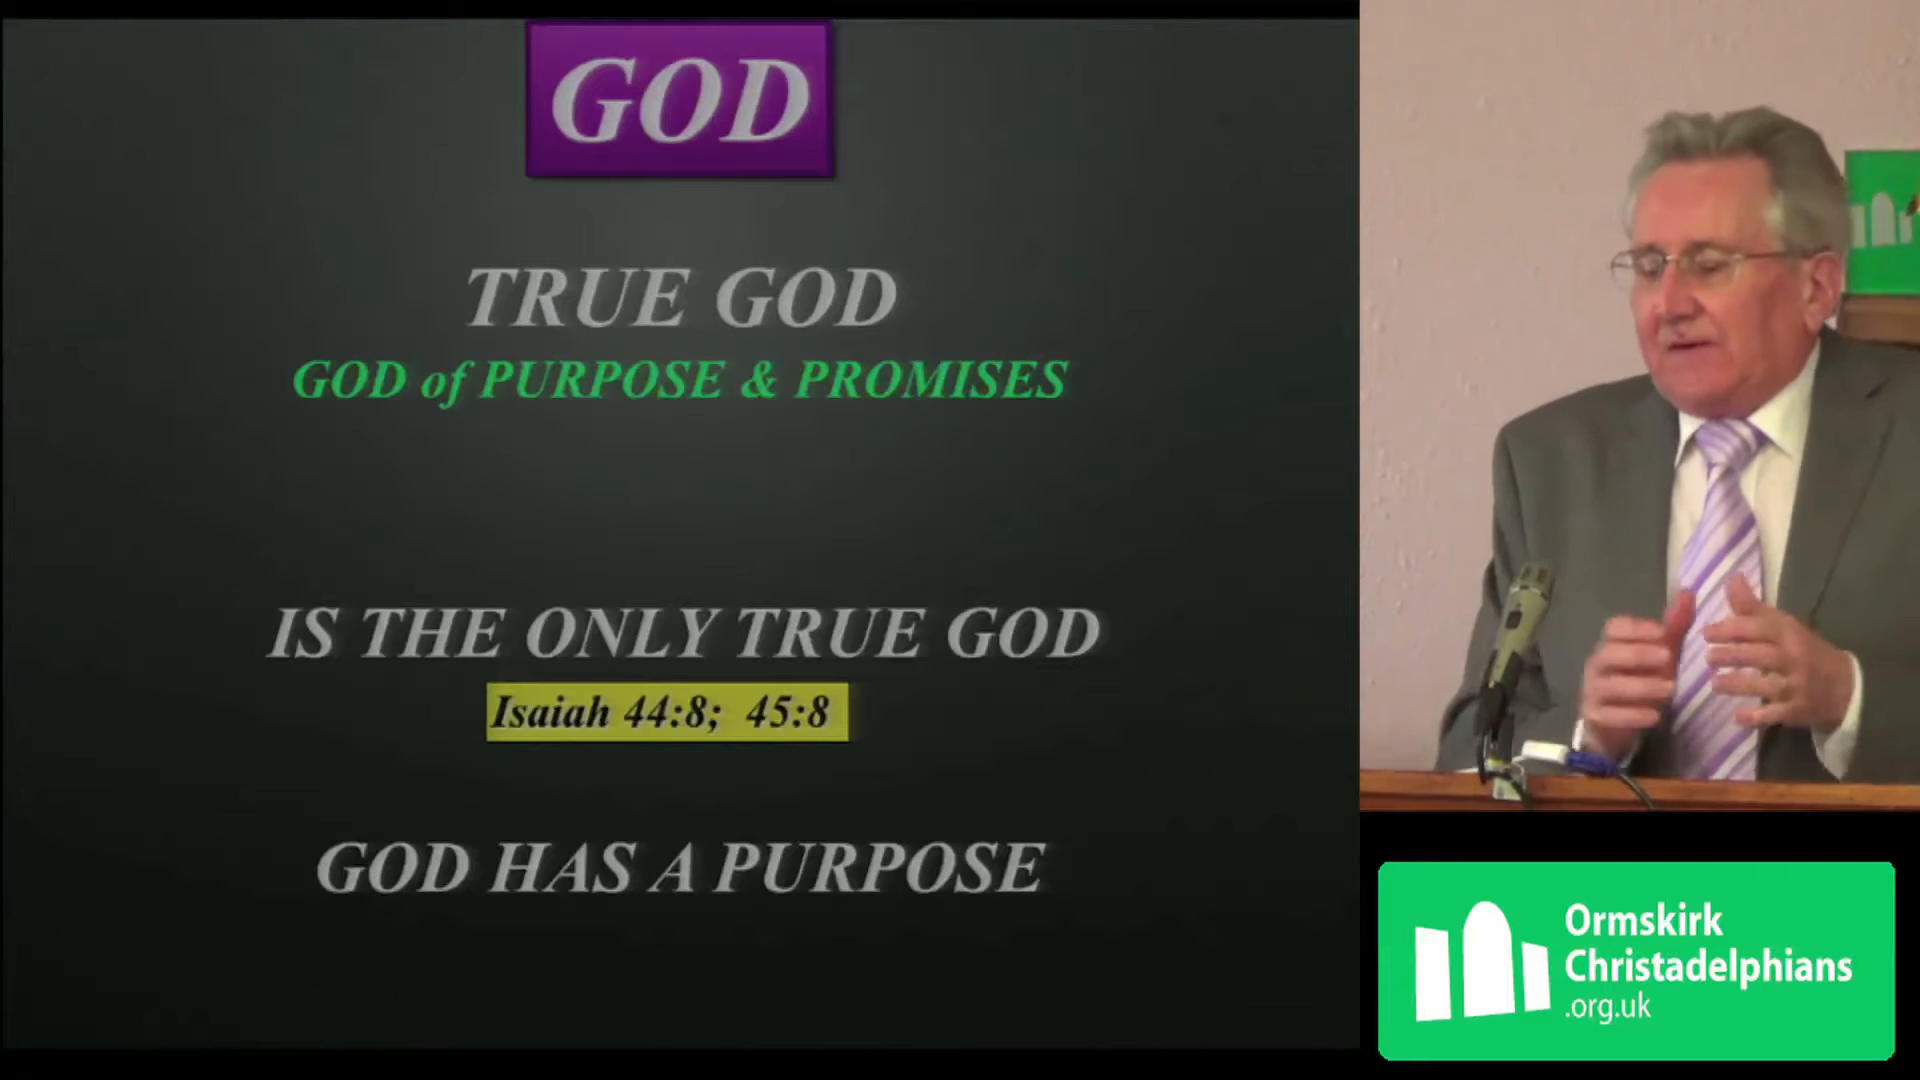 GOD
TRUE GOD
GOD of PURPOSE & PROMISES
IS THE ONLY TRUE GOD
Isaiah 44:8;  45:8
GOD HAS A PURPOSE
Ormskirk
Christadelphians
.org.uk